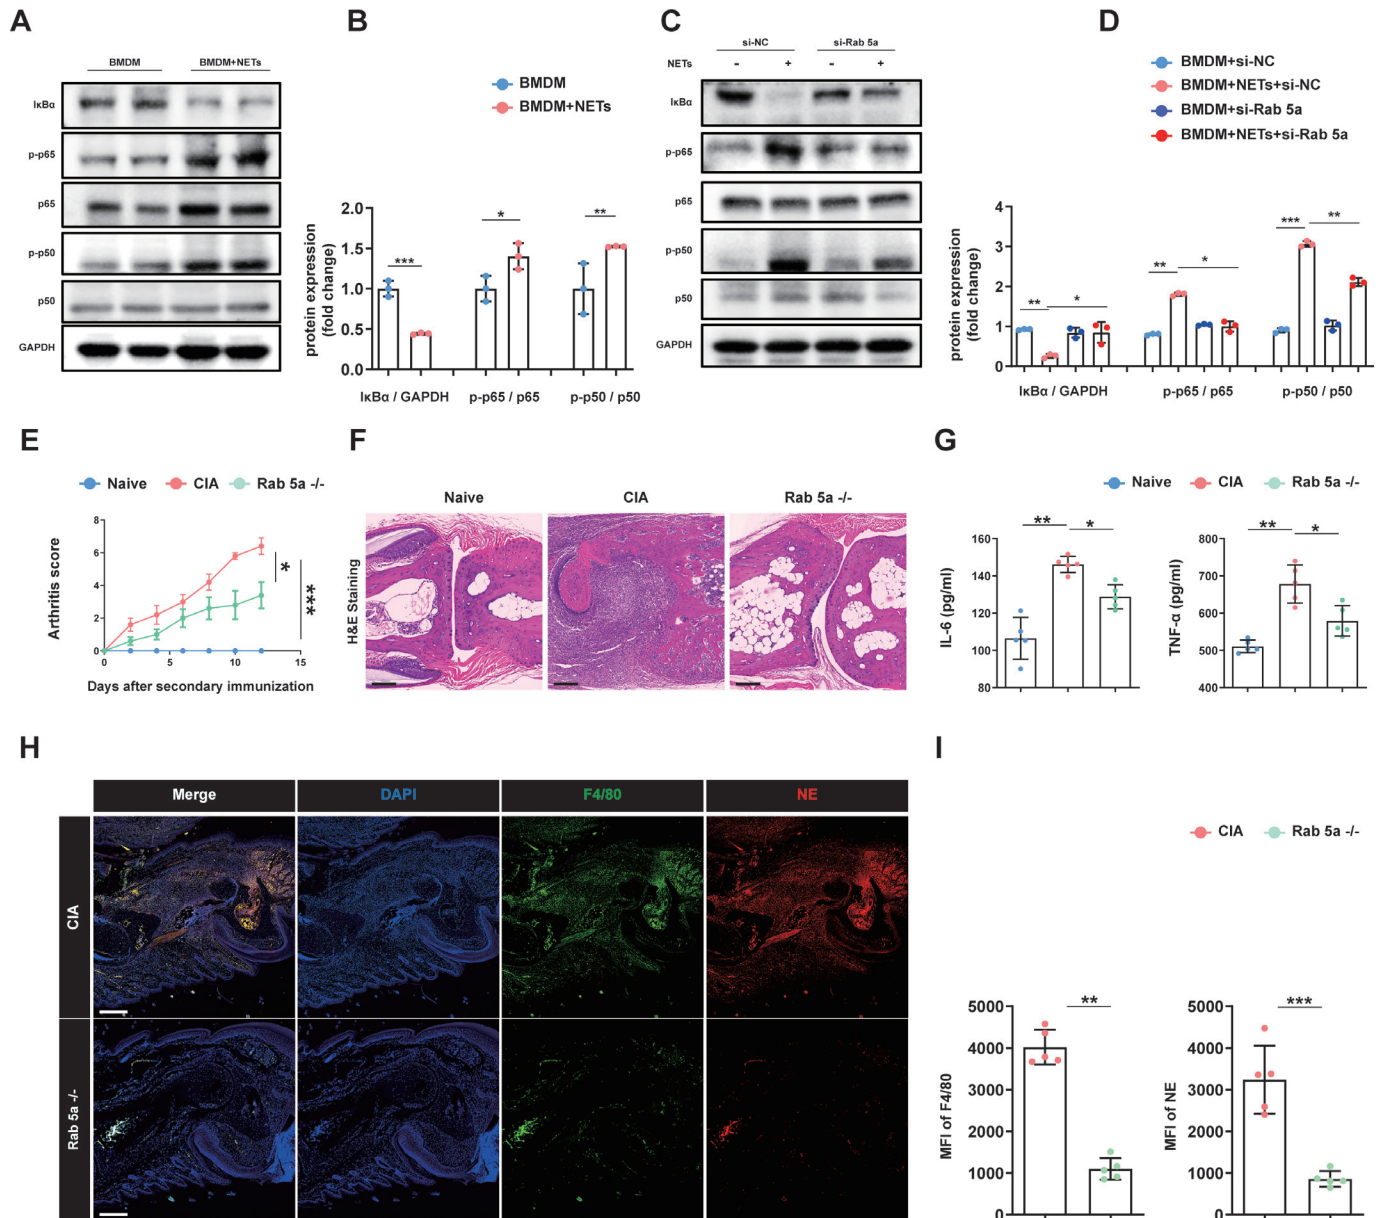 A
BMDM BMDM+NETs
IκBα
p-p65
p65
p-p50
p50
GAPDH
B
BMDM
BMDM+NETs
protein expression
(fold change)
2.0
1.5
1.0
0.5
0.0
*** * **
IκBα / GAPDH p-p65 / p65 p-p50 / p50
C
si-NC si-Rab 5a
NETs - + - +
IκBα
p-p65
p65
p-p50
p50
GAPDH
D
BMDM+si-NC
BMDM+NETs+si-NC
BMDM+si-Rab 5a
BMDM+NETs+si-Rab 5a
protein expression
(fold change)
4
3
2
1
0
** * ** * *** **
IκBα / GAPDH p-p65 / p65 p-p50 / p50
E
Naive CIA Rab 5a -/-
Arthritis score
8
6
4
2
0
* ***
0 5 10 15
Days after secondary immunization
F
Naive CIA Rab 5a -/-
H&E Staining
G
Naive CIA Rab 5a -/-
IL-6 (pg/ml)
160
140
120
100
80
** *
TNF-α (pg/ml)
800
700
600
500
400
** *
H
Merge DAPI F4/80 NE
CIA
Rab 5a -/-
I
CIA Rab 5a -/-
MFI of F4/80
5000
4000
3000
2000
1000
0
**
MFI of NE
5000
4000
3000
2000
1000
0
***